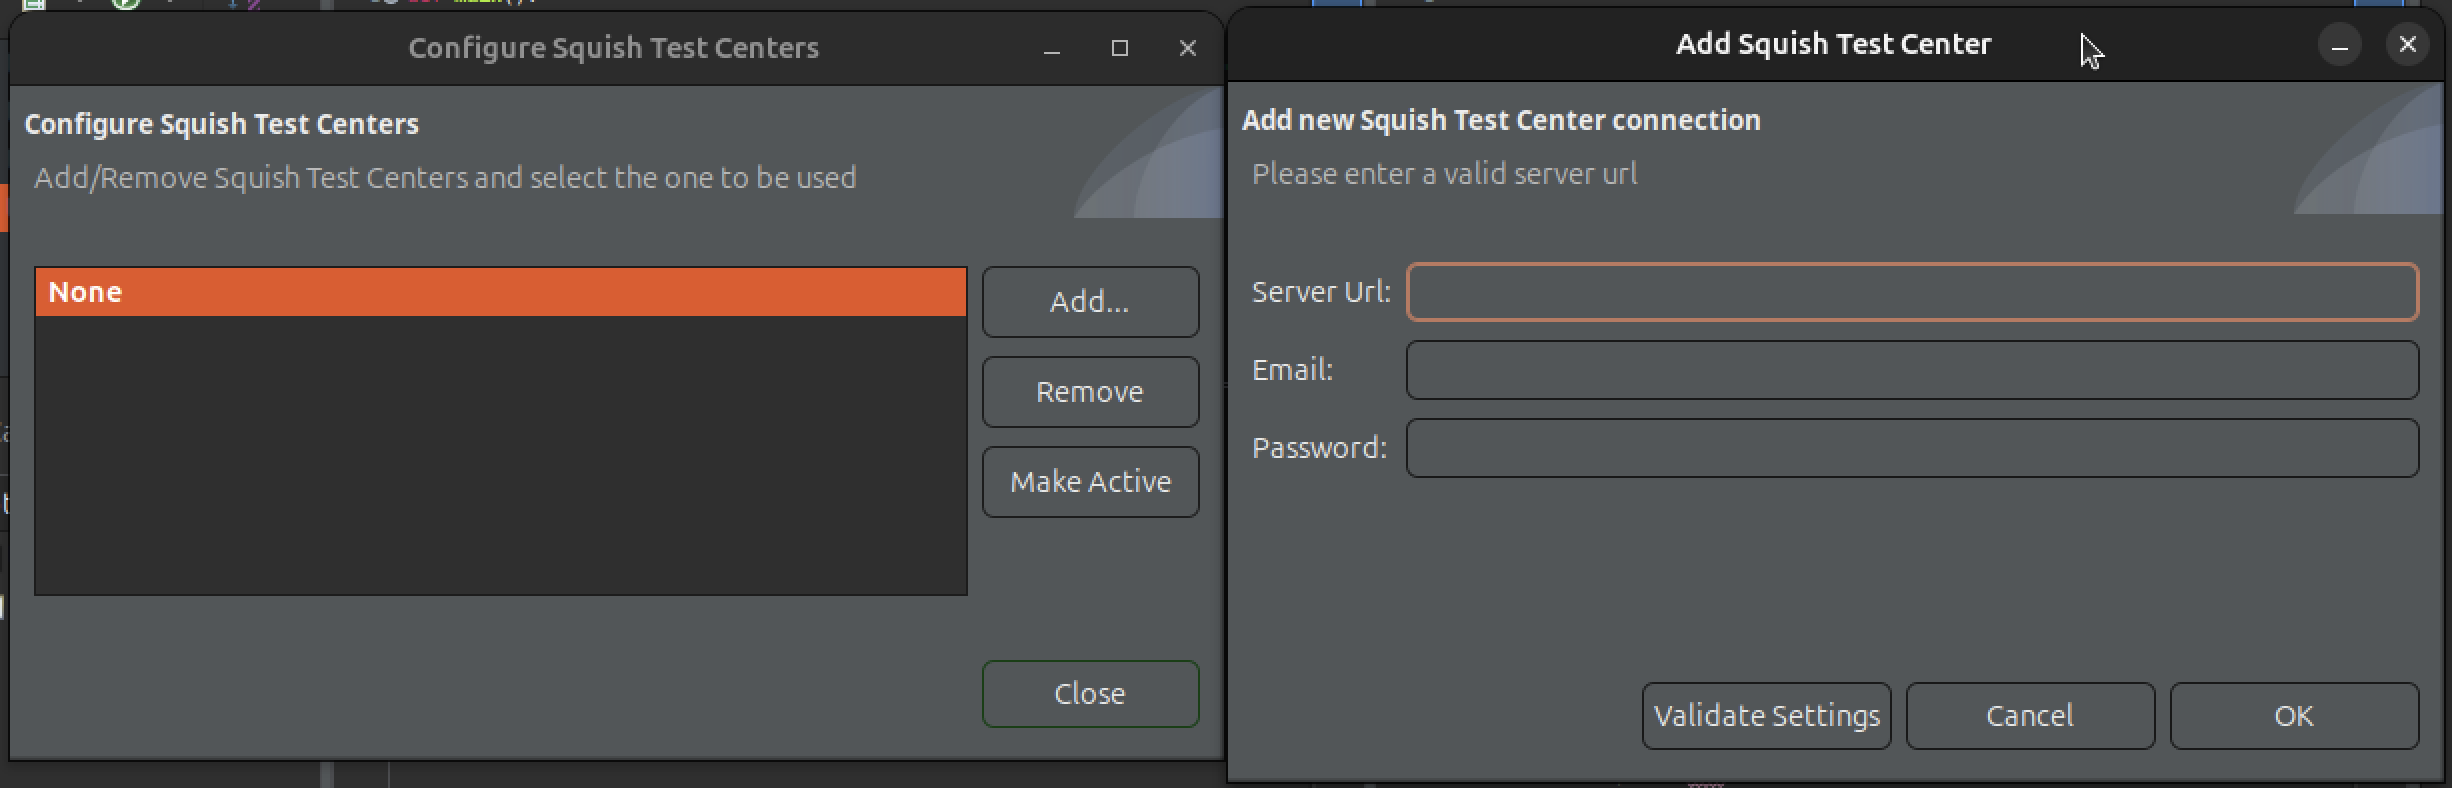 Configure Squish Test Centers
Configure Squish Test Centers
Add/Remove Squish Test Centers and select the one to be used
None
Add...
Remove
Make Active
Close
Add Squish Test Center
Add new Squish Test Center connection
Please enter a valid server url
Server Url:
Email:
Password:
Validate Settings
Cancel
OK